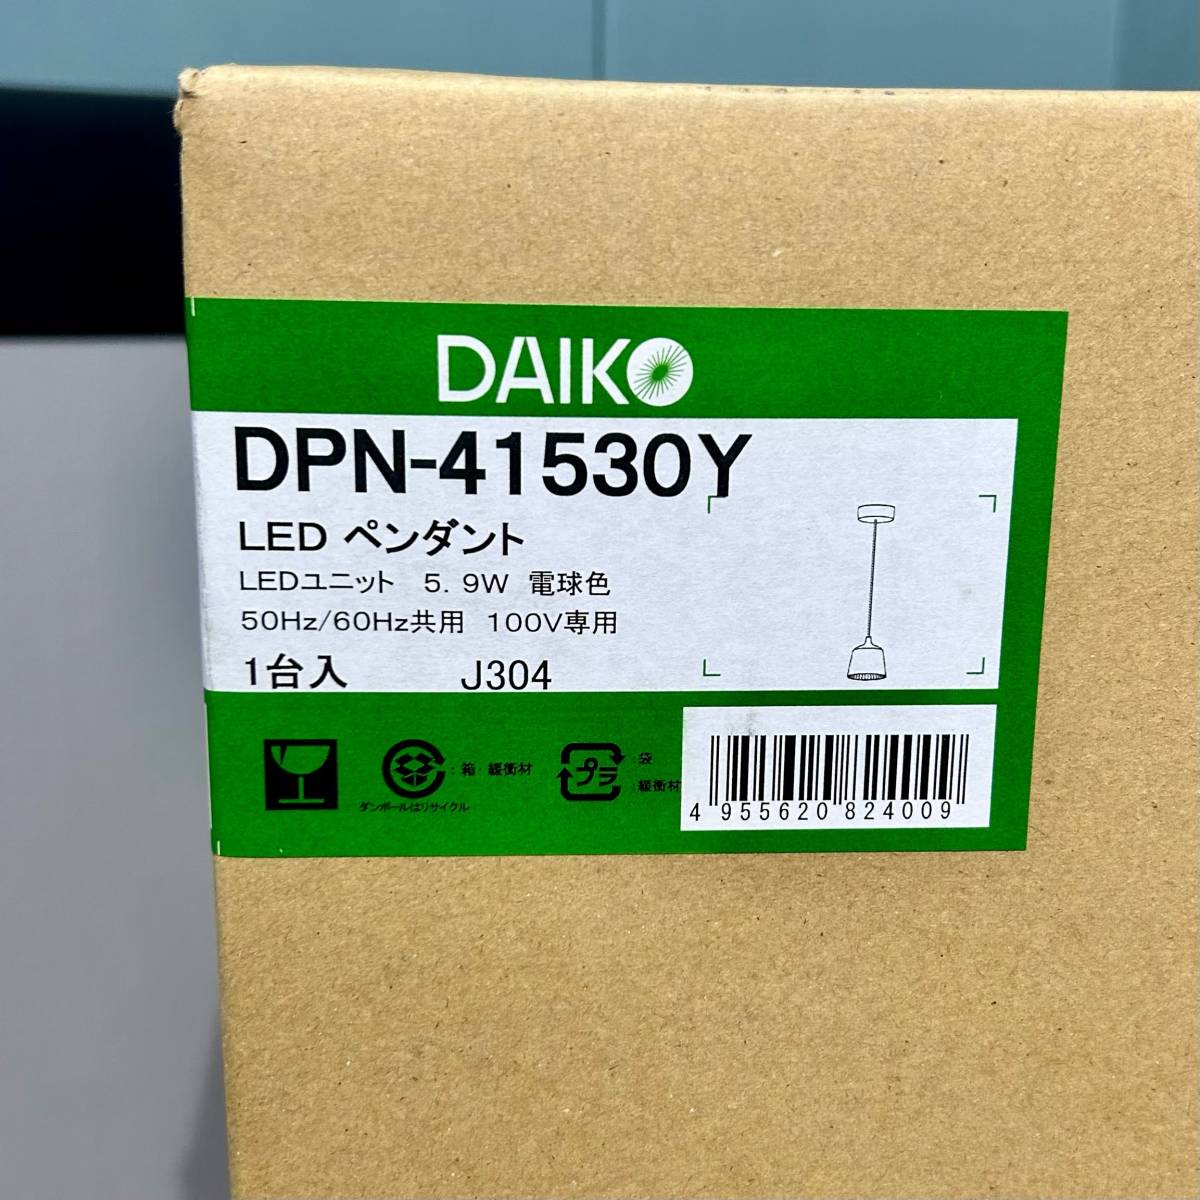 DAIKO
DPN-41530Y
LED ペンダント
LEDユニット 5.9W 電球色
50Hz/60Hz共用 100V専用
1台入 J304
:箱 緩衝材
ダンボールはリサイクル
プラ
:袋
:緩衝材
4 955620 824009